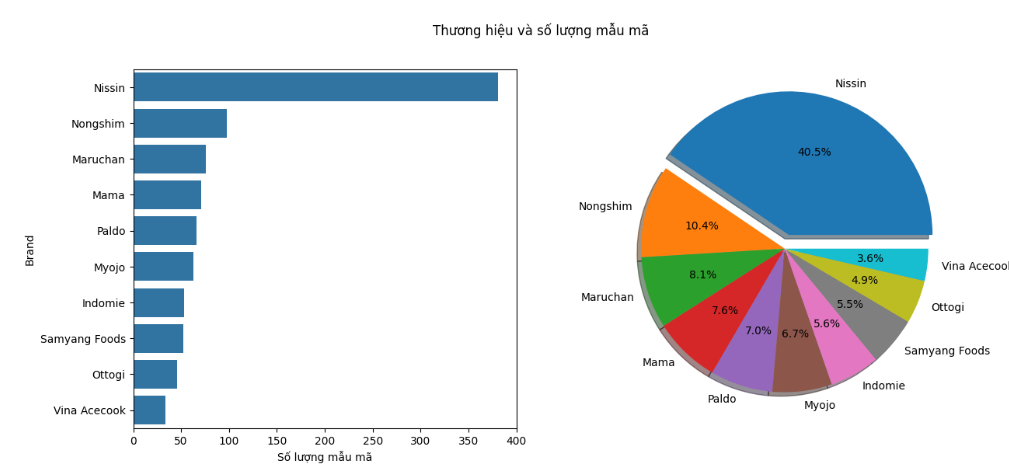 Thương hiệu và số lượng mẫu mã
Brand
Nissin
Nongshim
Maruchan
Mama
Paldo
Myojo
Indomie
Samyang Foods
Ottogi
Vina Acecook
0 50 100 150 200 250 300 350 400
Số lượng mẫu mã
Nissin
40.5%
Nongshim
10.4%
Maruchan
8.1%
Mama
7.6%
Paldo
7.0%
Myojo
6.7%
Indomie
5.6%
Samyang Foods
5.5%
Ottogi
4.9%
Vina Acecook
3.6%